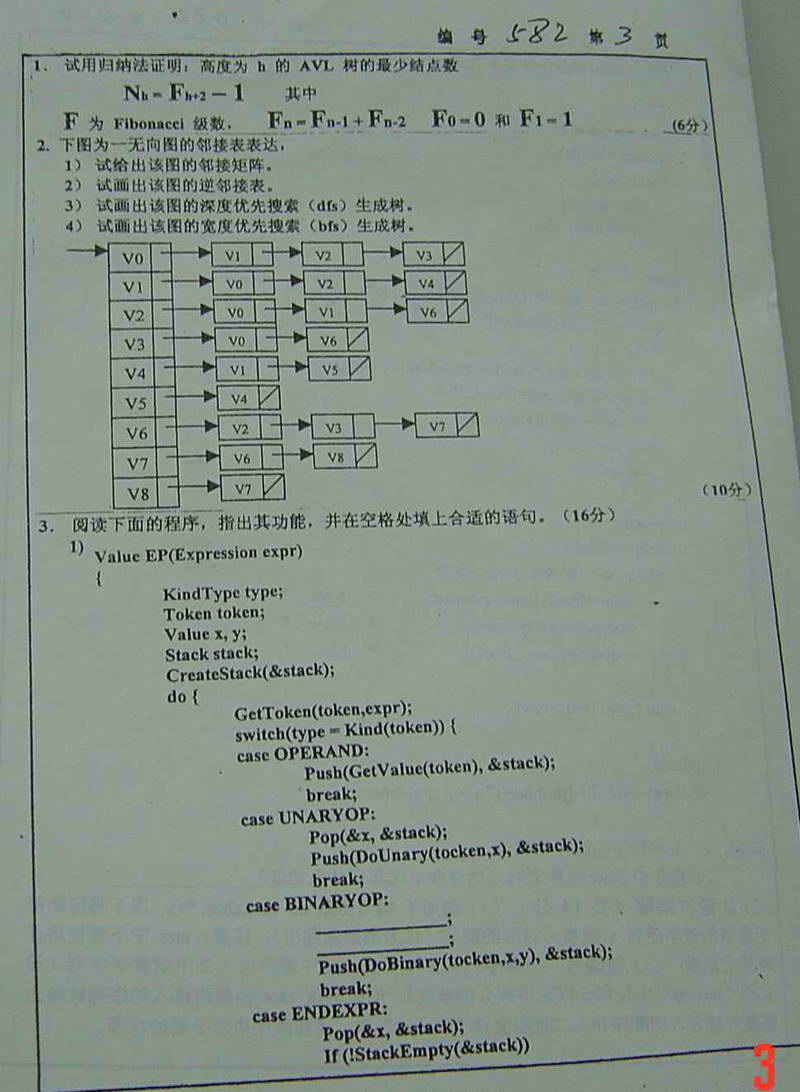 编号 582 第 3 页
1. 试用归纳法证明：高度为 h 的 AVL 树的最少结点数
Nh = Fh+2 − 1 其中
F 为 Fibonacci 级数， Fn = Fn-1 + Fn-2 F0 = 0 和 F1 = 1 (6分)
2. 下图为一无向图的邻接表表达，
1） 试给出该图的邻接矩阵。
2） 试画出该图的逆邻接表。
3） 试画出该图的深度优先搜索（dfs）生成树。
4） 试画出该图的宽度优先搜索（bfs）生成树。
V0 V1 V2 V3
V1 V0 V2 V4
V2 V0 V1 V6
V3 V0 V6
V4 V1 V5
V5 V4
V6 V2 V3 V7
V7 V6 V8
V8 V7
（10分）
3. 阅读下面的程序，指出其功能，并在空格处填上合适的语句。（16分）
1) Value EP(Expression expr)
{
KindType type;
Token token;
Value x, y;
Stack stack;
CreateStack(&stack);
do {
GetToken(token,expr);
switch(type = Kind(token)) {
case OPERAND:
Push(GetValue(token), &stack);
break;
case UNARYOP:
Pop(&x, &stack);
Push(DoUnary(tocken,x), &stack);
break;
case BINARYOP:
____________;
____________;
Push(DoBinary(tocken,x,y), &stack);
break;
case ENDEXPR:
Pop(&x, &stack);
If (!StackEmpty(&stack))
3